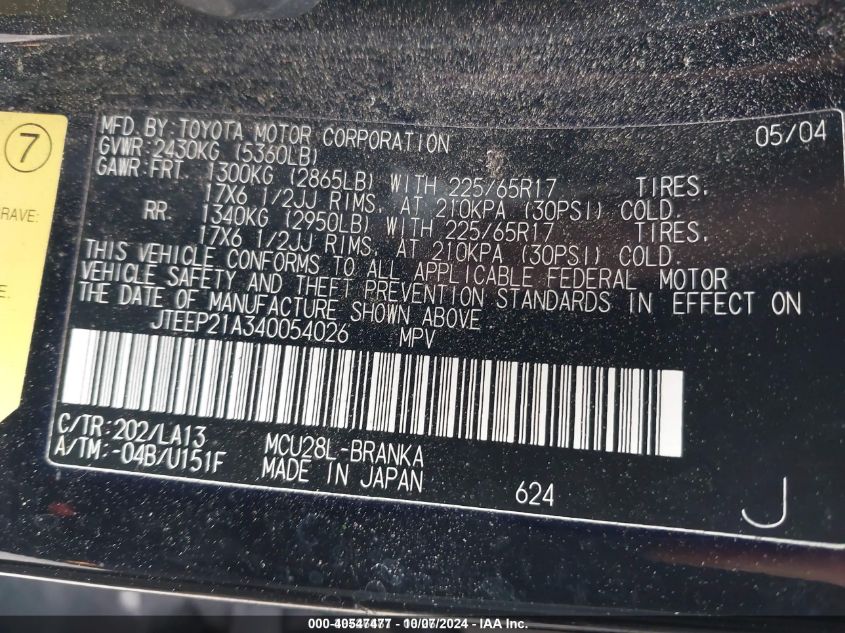 7
RAVE:
E.
MFD. BY: TOYOTA MOTOR CORPORATION 05/04
GVWR: 2430KG (5360LB)
GAWR: FRT 1300KG (2865LB) WITH 225/65R17 TIRES,
17X6 1/2JJ RIMS, AT 210KPA (30PSI) COLD.
RR. 1340KG (2950LB) WITH 225/65R17 TIRES,
17X6 1/2JJ RIMS, AT 210KPA (30PSI) COLD.
THIS VEHICLE CONFORMS TO ALL APPLICABLE FEDERAL MOTOR
VEHICLE SAFETY AND THEFT PREVENTION STANDARDS IN EFFECT ON
THE DATE OF MANUFACTURE SHOWN ABOVE.
JTEEP21A340054026 MPV
C/TR: 202/LA13 MCU28L-BRANKA
A/TM: -04B/U151F MADE IN JAPAN 624 J
000-40547477 - 10/07/2024 - IAA Inc.